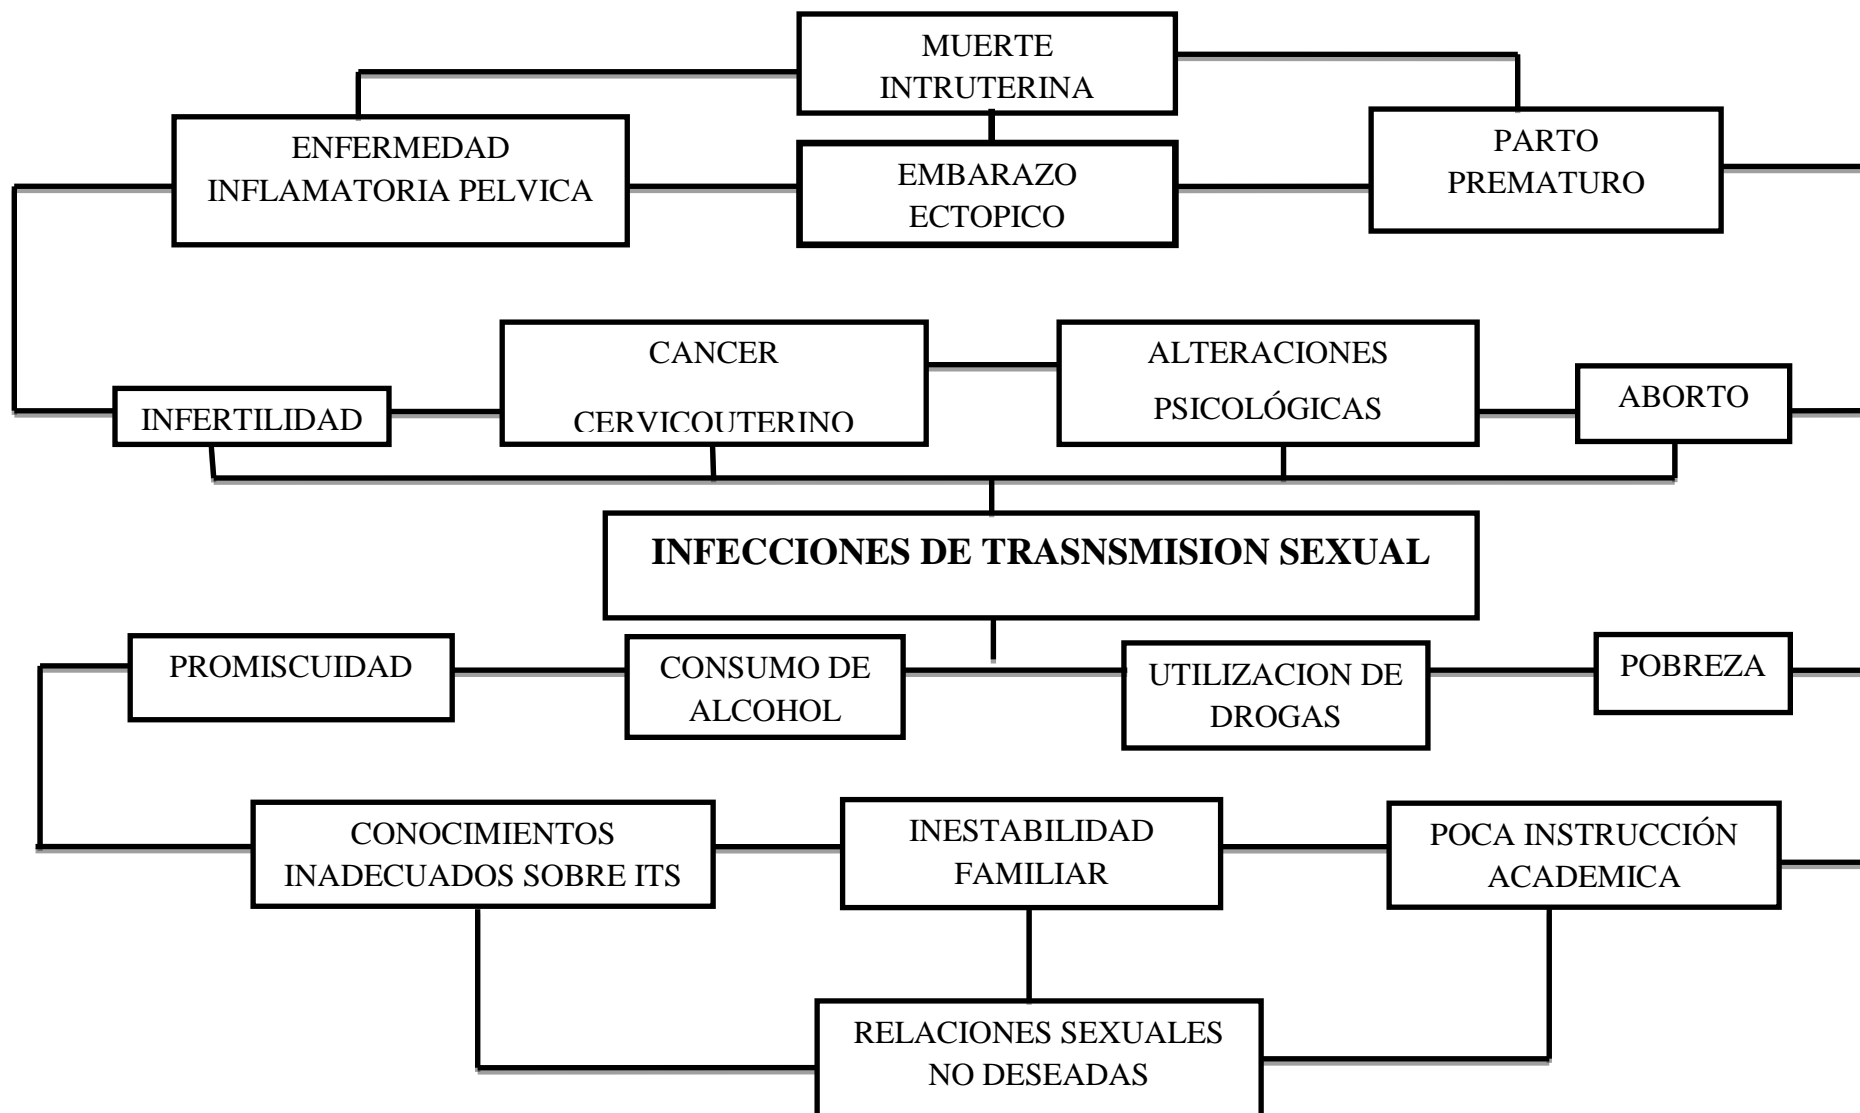 MUERTE
INTRUTERINA
ENFERMEDAD
INFLAMATORIA PELVICA
EMBARAZO
ECTOPICO
PARTO
PREMATURO
CANCER
CERVICOUTERINO
ALTERACIONES
PSICOLÓGICAS
INFERTILIDAD
ABORTO
INFECCIONES DE TRASNSMISION SEXUAL
PROMISCUIDAD
CONSUMO DE
ALCOHOL
UTILIZACION DE
DROGAS
POBREZA
CONOCIMIENTOS
INADECUADOS SOBRE ITS
INESTABILIDAD
FAMILIAR
POCA INSTRUCCIÓN
ACADEMICA
RELACIONES SEXUALES
NO DESEADAS